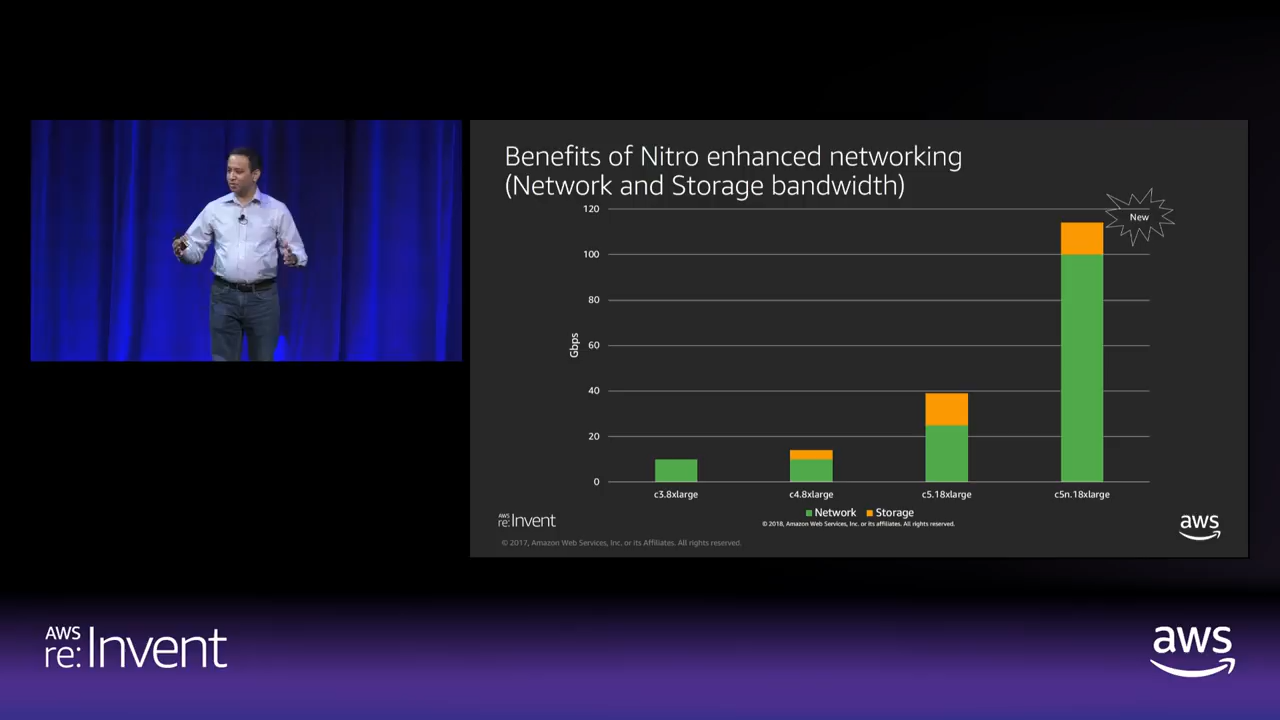 Benefits of Nitro enhanced networking
(Network and Storage bandwidth)
New
120
100
80
60
40
20
0
Gbps
c3.8xlarge
c4.8xlarge
c5.18xlarge
c5n.18xlarge
Network
Storage
© 2018, Amazon Web Services, Inc. or its affiliates. All rights reserved.
AWS
re:Invent
aws
© 2017, Amazon Web Services, Inc. or its Affiliates. All rights reserved.
AWS
re:Invent
aws